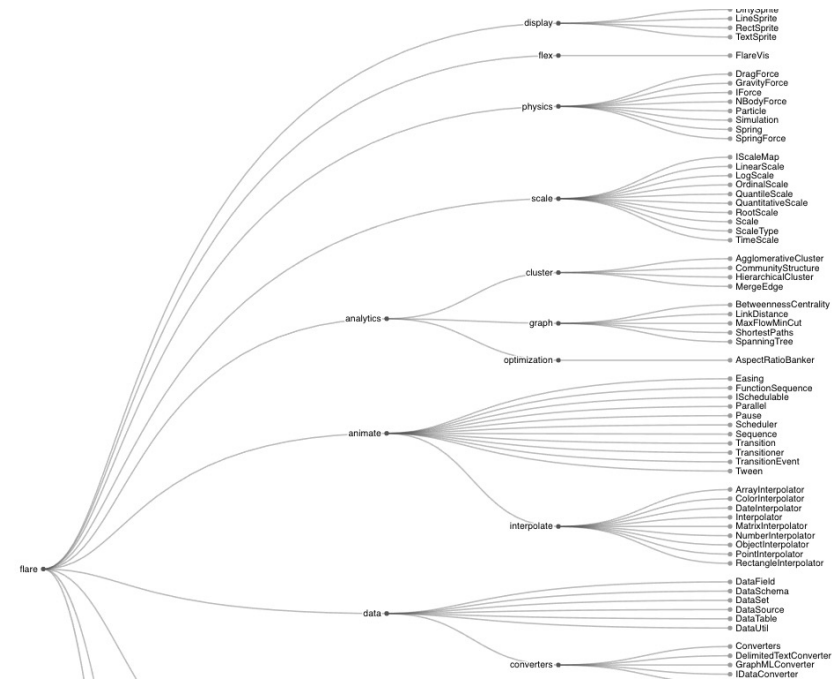 DirtySprite
display
LineSprite
RectSprite
TextSprite
flex
FlareVis
DragForce
GravityForce
IForce
NBodyForce
physics
Particle
Simulation
Spring
SpringForce
IScaleMap
LinearScale
LogScale
OrdinalScale
QuantileScale
scale
QuantitativeScale
RootScale
Scale
ScaleType
TimeScale
AgglomerativeCluster
CommunityStructure
cluster
HierarchicalCluster
MergeEdge
BetweennessCentrality
LinkDistance
analytics
graph
MaxFlowMinCut
ShortestPaths
SpanningTree
optimization
AspectRatioBanker
Easing
FunctionSequence
ISchedulable
Parallel
Pause
Scheduler
animate
Sequence
Transition
Transitioner
TransitionEvent
Tween
ArrayInterpolator
ColorInterpolator
DateInterpolator
Interpolator
interpolate
MatrixInterpolator
NumberInterpolator
ObjectInterpolator
PointInterpolator
RectangleInterpolator
flare
DataField
DataSchema
DataSet
DataSource
data
DataTable
DataUtil
Converters
DelimitedTextConverter
converters
GraphMLConverter
IDataConverter